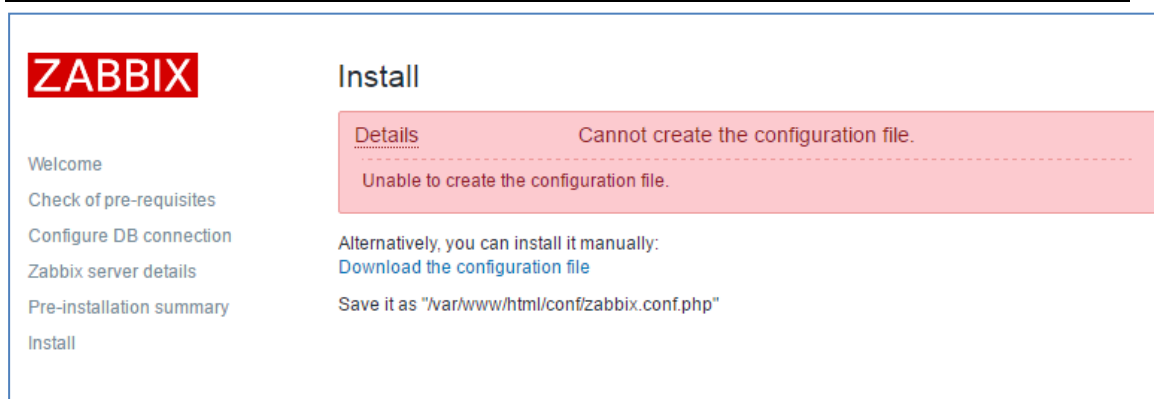 ZABBIX
Welcome
Check of pre-requisites
Configure DB connection
Zabbix server details
Pre-installation summary
Install
Install
Details Cannot create the configuration file.
Unable to create the configuration file.
Alternatively, you can install it manually:
Download the configuration file
Save it as "/var/www/html/conf/zabbix.conf.php"